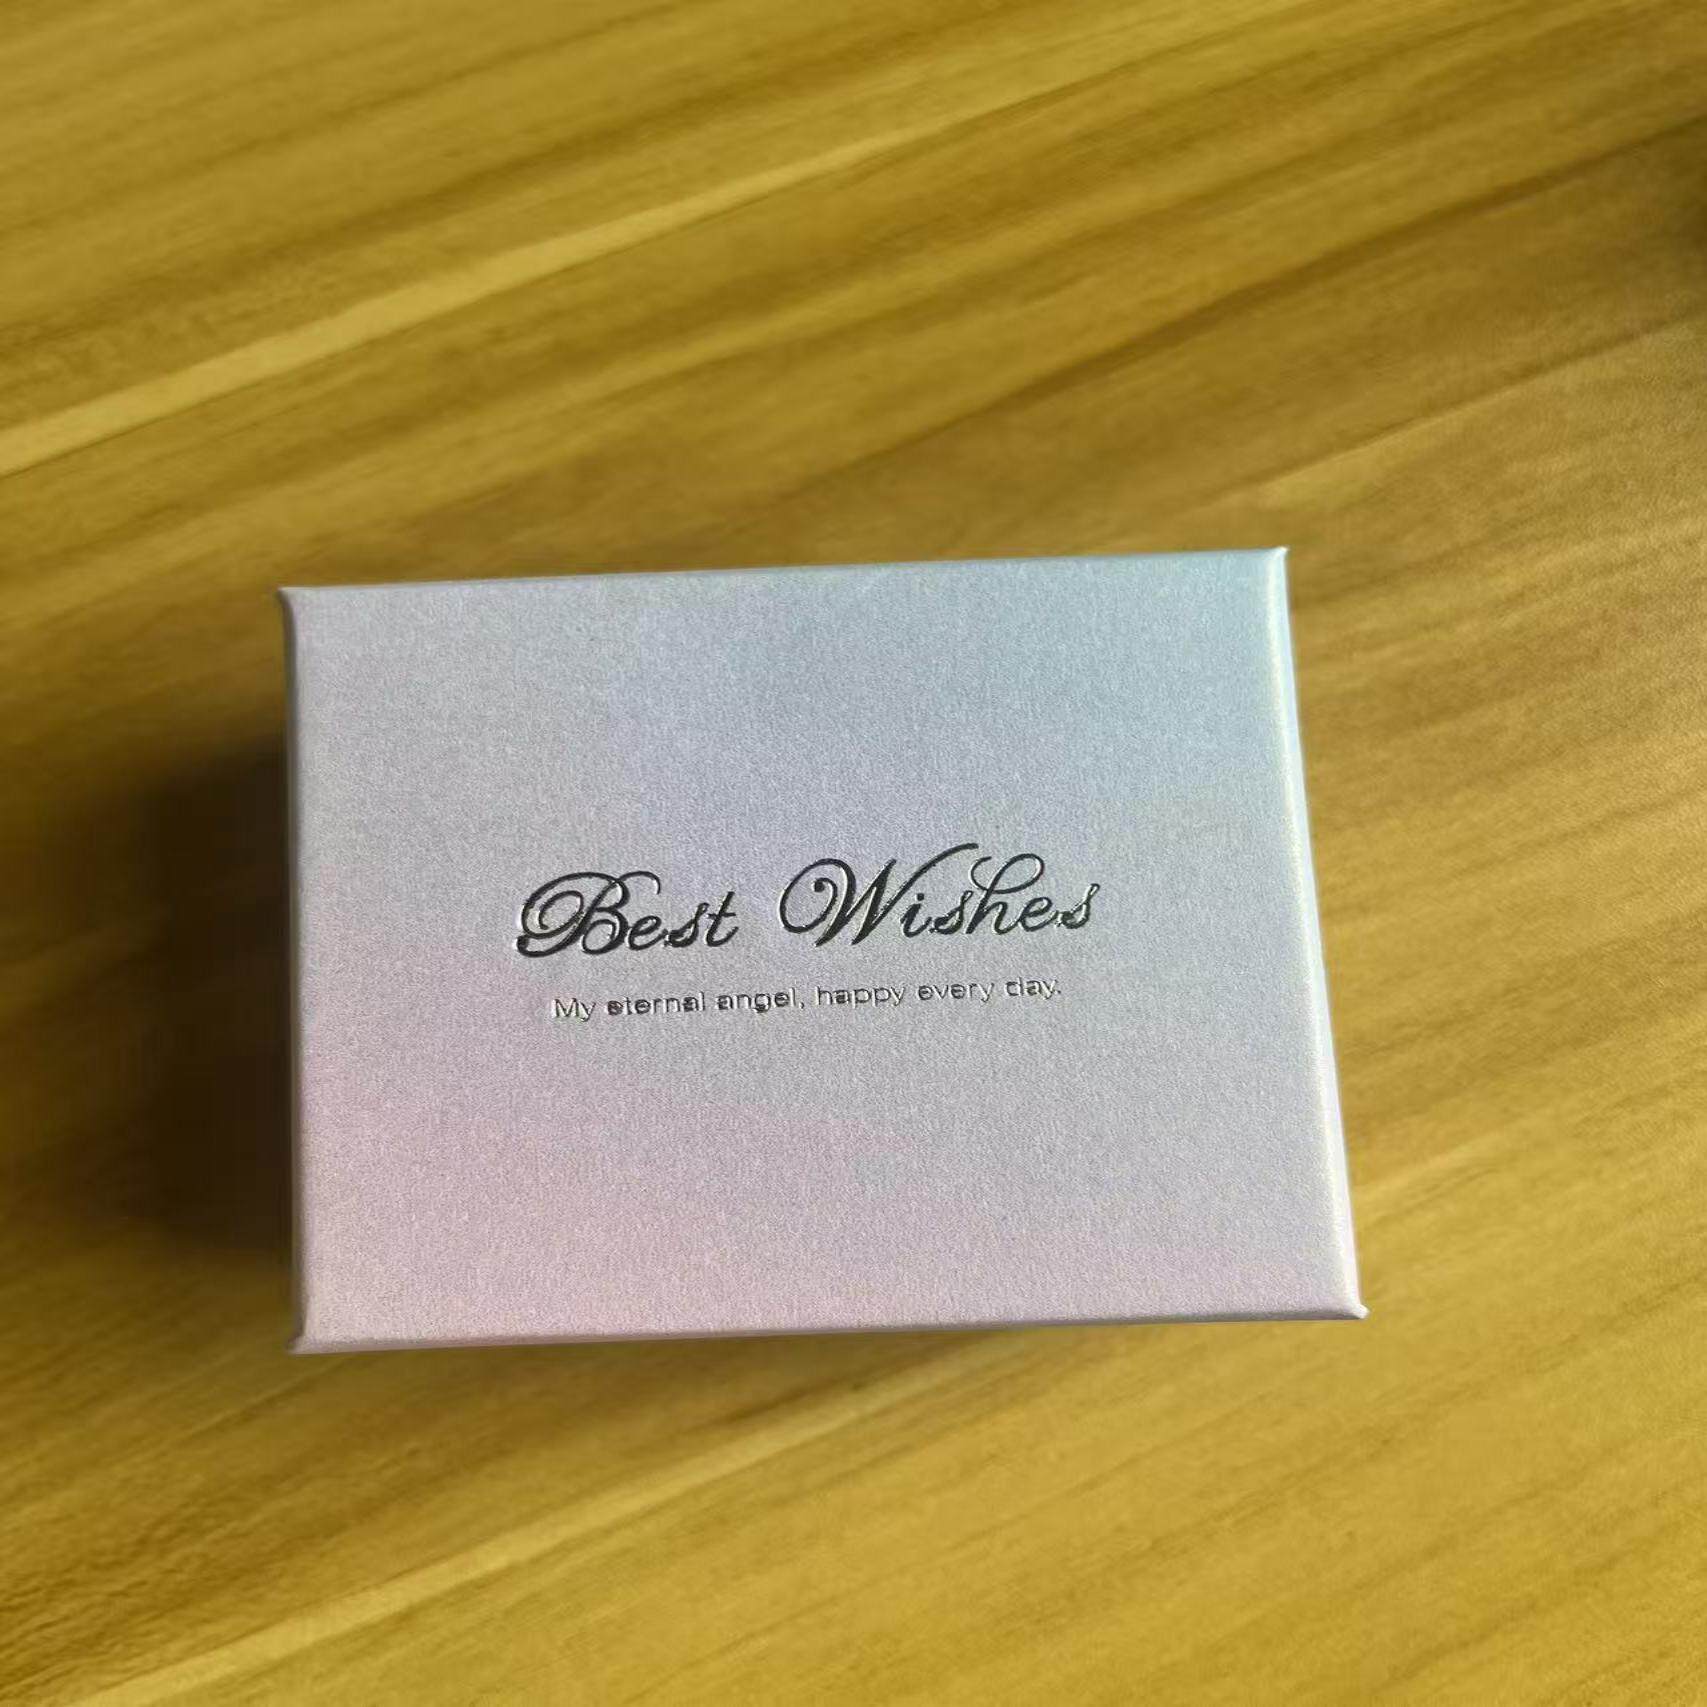 Best Wishes
My eternal angel, happy every day.